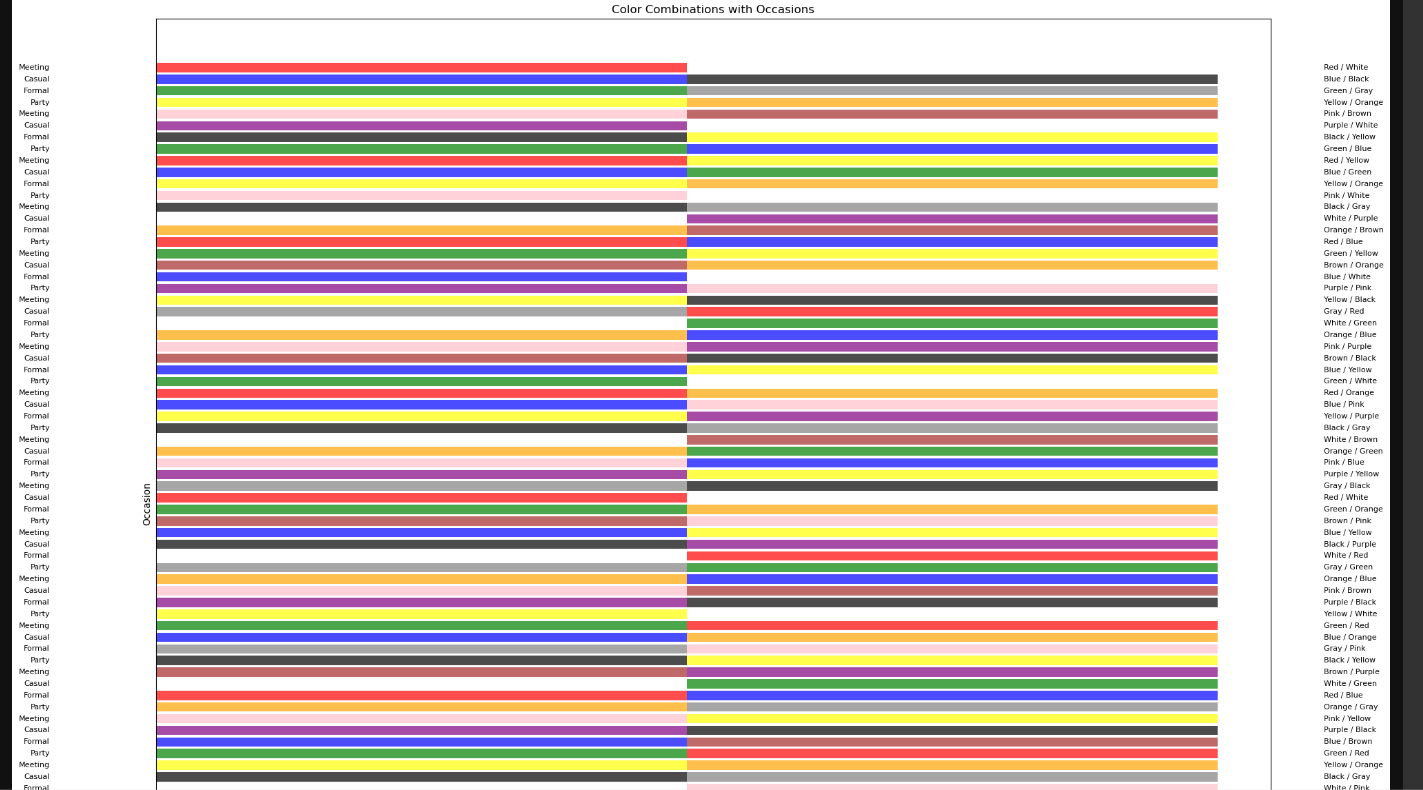 Color Combinations with Occasions
Meeting Red / White
Casual Blue / Black
Formal Green / Gray
Party Yellow / Orange
Meeting Pink / Brown
Casual Purple / White
Formal Black / Yellow
Party Green / Blue
Meeting Red / Yellow
Casual Blue / Green
Formal Yellow / Orange
Party Pink / White
Meeting Black / Gray
Casual White / Purple
Formal Orange / Brown
Party Red / Blue
Meeting Green / Yellow
Casual Brown / Orange
Formal Blue / White
Party Purple / Pink
Meeting Yellow / Black
Casual Gray / Red
Formal White / Green
Party Orange / Blue
Meeting Pink / Purple
Casual Brown / Black
Formal Blue / Yellow
Party Green / White
Meeting Red / Orange
Casual Blue / Pink
Formal Yellow / Purple
Party Black / Gray
Meeting White / Brown
Casual Orange / Green
Formal Pink / Blue
Party Purple / Yellow
Meeting Gray / Black
Casual Red / White
Occasion
Formal Green / Orange
Party Brown / Pink
Meeting Blue / Yellow
Casual Black / Purple
Formal White / Red
Party Gray / Green
Meeting Orange / Blue
Casual Pink / Brown
Formal Purple / Black
Party Yellow / White
Meeting Green / Red
Casual Blue / Orange
Formal Gray / Pink
Party Black / Yellow
Meeting Brown / Purple
Casual White / Green
Formal Red / Blue
Party Orange / Gray
Meeting Pink / Yellow
Casual Purple / Black
Formal Blue / Brown
Party Green / Red
Meeting Yellow / Orange
Casual Black / Gray
Formal White / Pink